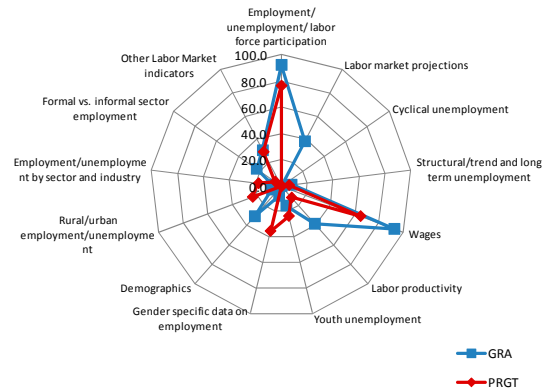 Employment/
unemployment/ labor
force participation
Labor market projections
Cyclical unemployment
Structural/trend and long
term unemployment
Wages
Labor productivity
Youth unemployment
Gender specific data on
employment
Demographics
Rural/urban
employment/unemployme
nt
Employment/unemployme
nt by sector and industry
Formal vs. informal sector
employment
Other Labor Market
indicators
100.0
80.0
60.0
40.0
20.0
0.0
GRA
PRGT